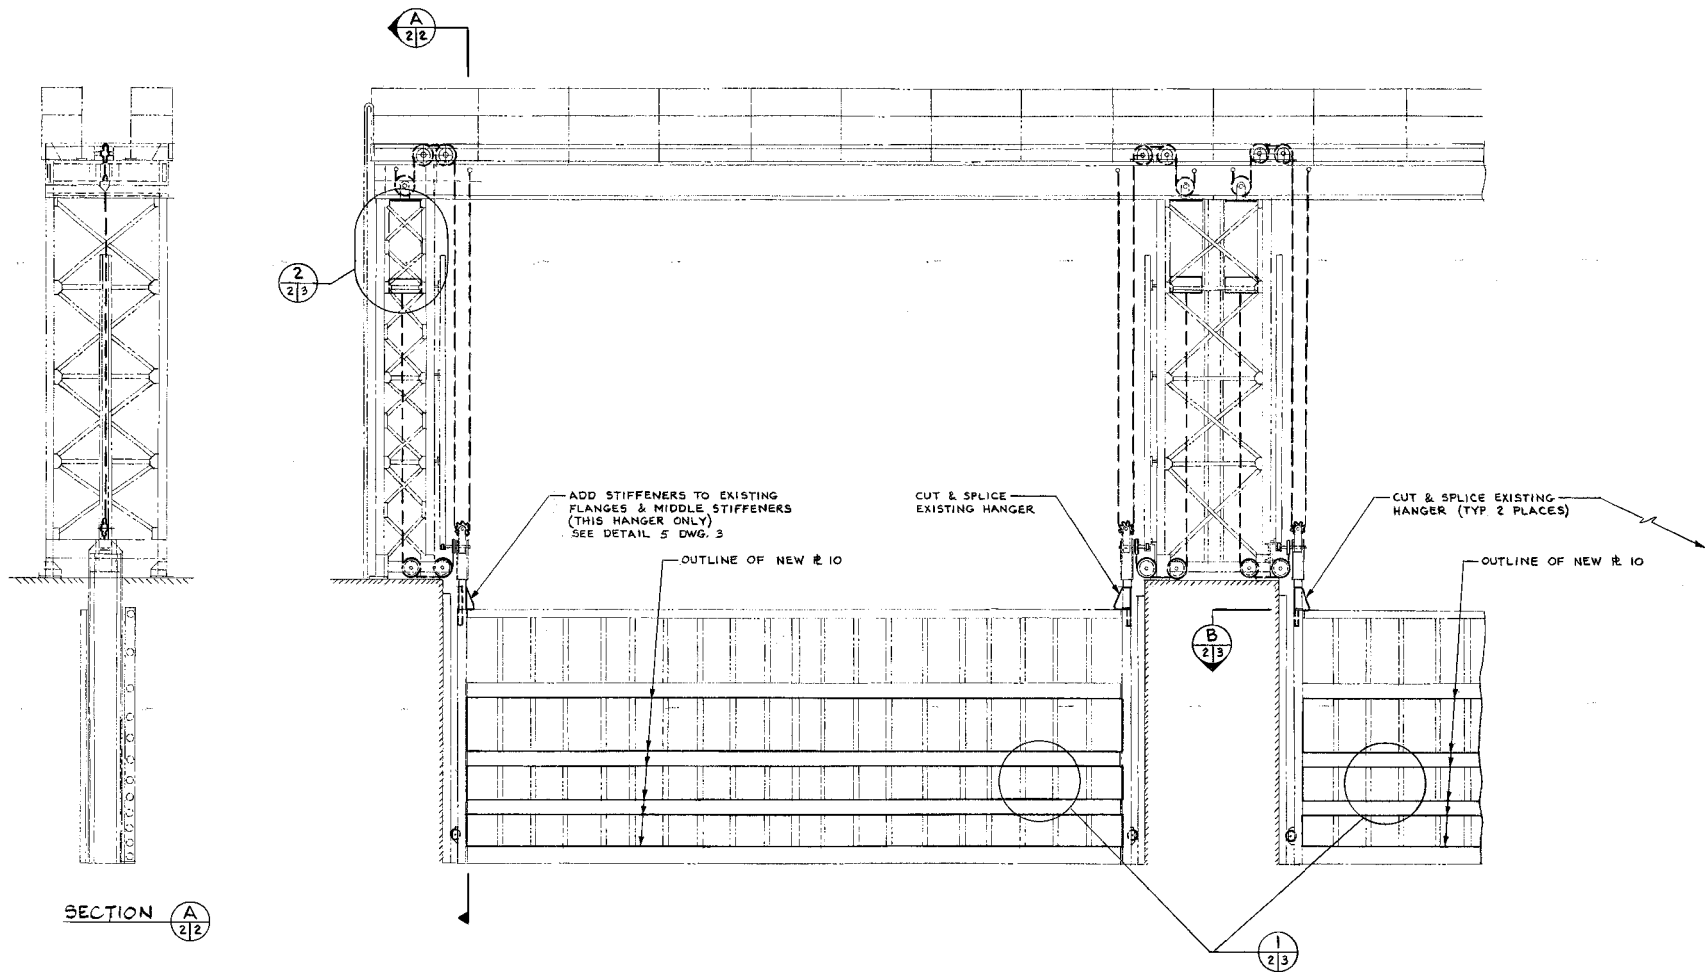 A
2|2
2
2|3
ADD STIFFENERS TO EXISTING
FLANGES & MIDDLE STIFFENERS
(THIS HANGER ONLY)
SEE DETAIL 5 DWG. 3
OUTLINE OF NEW ⅊ 10
CUT & SPLICE
EXISTING HANGER
CUT & SPLICE EXISTING
HANGER (TYP. 2 PLACES)
OUTLINE OF NEW ⅊ 10
B
2|3
SECTION A
2|2
1
2|3